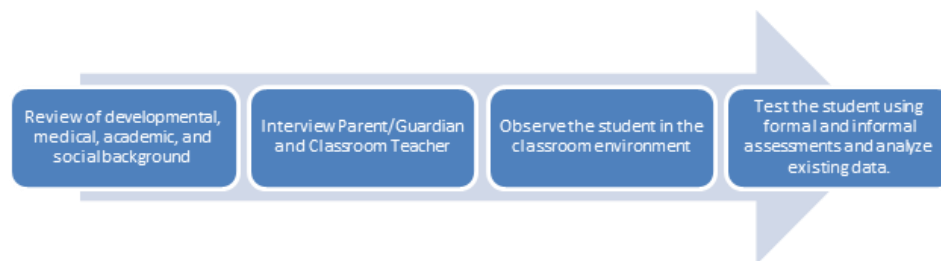 Review of developmental,
medical, academic, and
social background
Interview Parent/Guardian
and Classroom Teacher
Observe the student in the
classroom environment
Test the student using
formal and informal
assessments and analyze
existing data.